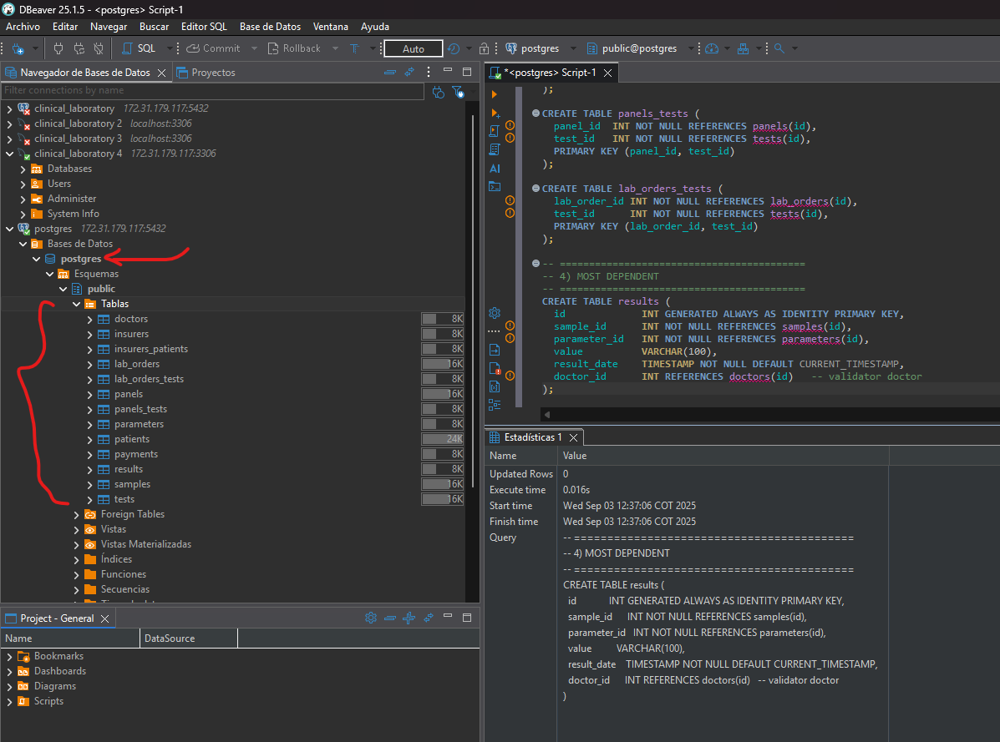 DBeaver 25.1.5 - <postgres> Script-1
Archivo Editar Navegar Buscar Editor SQL Base de Datos Ventana Ayuda
SQL Commit Rollback T Auto postgres public@postgres
Navegador de Bases de Datos Proyectos
Filter connections by name
clinical_laboratory 172.31.179.117:5432
clinical_laboratory 2 localhost:3306
clinical_laboratory 3 localhost:3306
clinical_laboratory 4 172.31.179.117:3306
Databases
Users
Administer
System Info
postgres 172.31.179.117:5432
Bases de Datos
postgres
Esquemas
public
Tablas
doctors 8K
insurers 8K
insurers_patients 8K
lab_orders 16K
lab_orders_tests 8K
panels 16K
panels_tests 8K
parameters 8K
patients 24K
payments 8K
results 8K
samples 16K
tests 16K
Foreign Tables
Vistas
Vistas Materializadas
Índices
Funciones
Secuencias
Project - General
Name DataSource
Bookmarks
Dashboards
Diagrams
Scripts
*<postgres> Script-1
);
CREATE TABLE panels_tests (
panel_id INT NOT NULL REFERENCES panels(id),
test_id INT NOT NULL REFERENCES tests(id),
PRIMARY KEY (panel_id, test_id)
);
CREATE TABLE lab_orders_tests (
lab_order_id INT NOT NULL REFERENCES lab_orders(id),
test_id INT NOT NULL REFERENCES tests(id),
PRIMARY KEY (lab_order_id, test_id)
);
-- ==========================================
-- 4) MOST DEPENDENT
-- ==========================================
CREATE TABLE results (
id INT GENERATED ALWAYS AS IDENTITY PRIMARY KEY,
sample_id INT NOT NULL REFERENCES samples(id),
parameter_id INT NOT NULL REFERENCES parameters(id),
value VARCHAR(100),
result_date TIMESTAMP NOT NULL DEFAULT CURRENT_TIMESTAMP,
doctor_id INT REFERENCES doctors(id) -- validator doctor
);
AI
Estadísticas 1
Name Value
Updated Rows 0
Execute time 0.016s
Start time Wed Sep 03 12:37:06 COT 2025
Finish time Wed Sep 03 12:37:06 COT 2025
Query -- ==========================================
-- 4) MOST DEPENDENT
-- ==========================================
CREATE TABLE results (
id INT GENERATED ALWAYS AS IDENTITY PRIMARY KEY,
sample_id INT NOT NULL REFERENCES samples(id),
parameter_id INT NOT NULL REFERENCES parameters(id),
value VARCHAR(100),
result_date TIMESTAMP NOT NULL DEFAULT CURRENT_TIMESTAMP,
doctor_id INT REFERENCES doctors(id) -- validator doctor
)